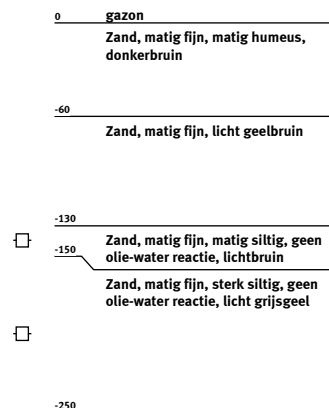 0 gazon
Zand, matig fijn, matig humeus,
donkerbruin
-60
Zand, matig fijn, licht geelbruin
-130
Zand, matig fijn, matig siltig, geen
olie-water reactie, lichtbruin
-150
Zand, matig fijn, sterk siltig, geen
olie-water reactie, licht grijsgeel
-250